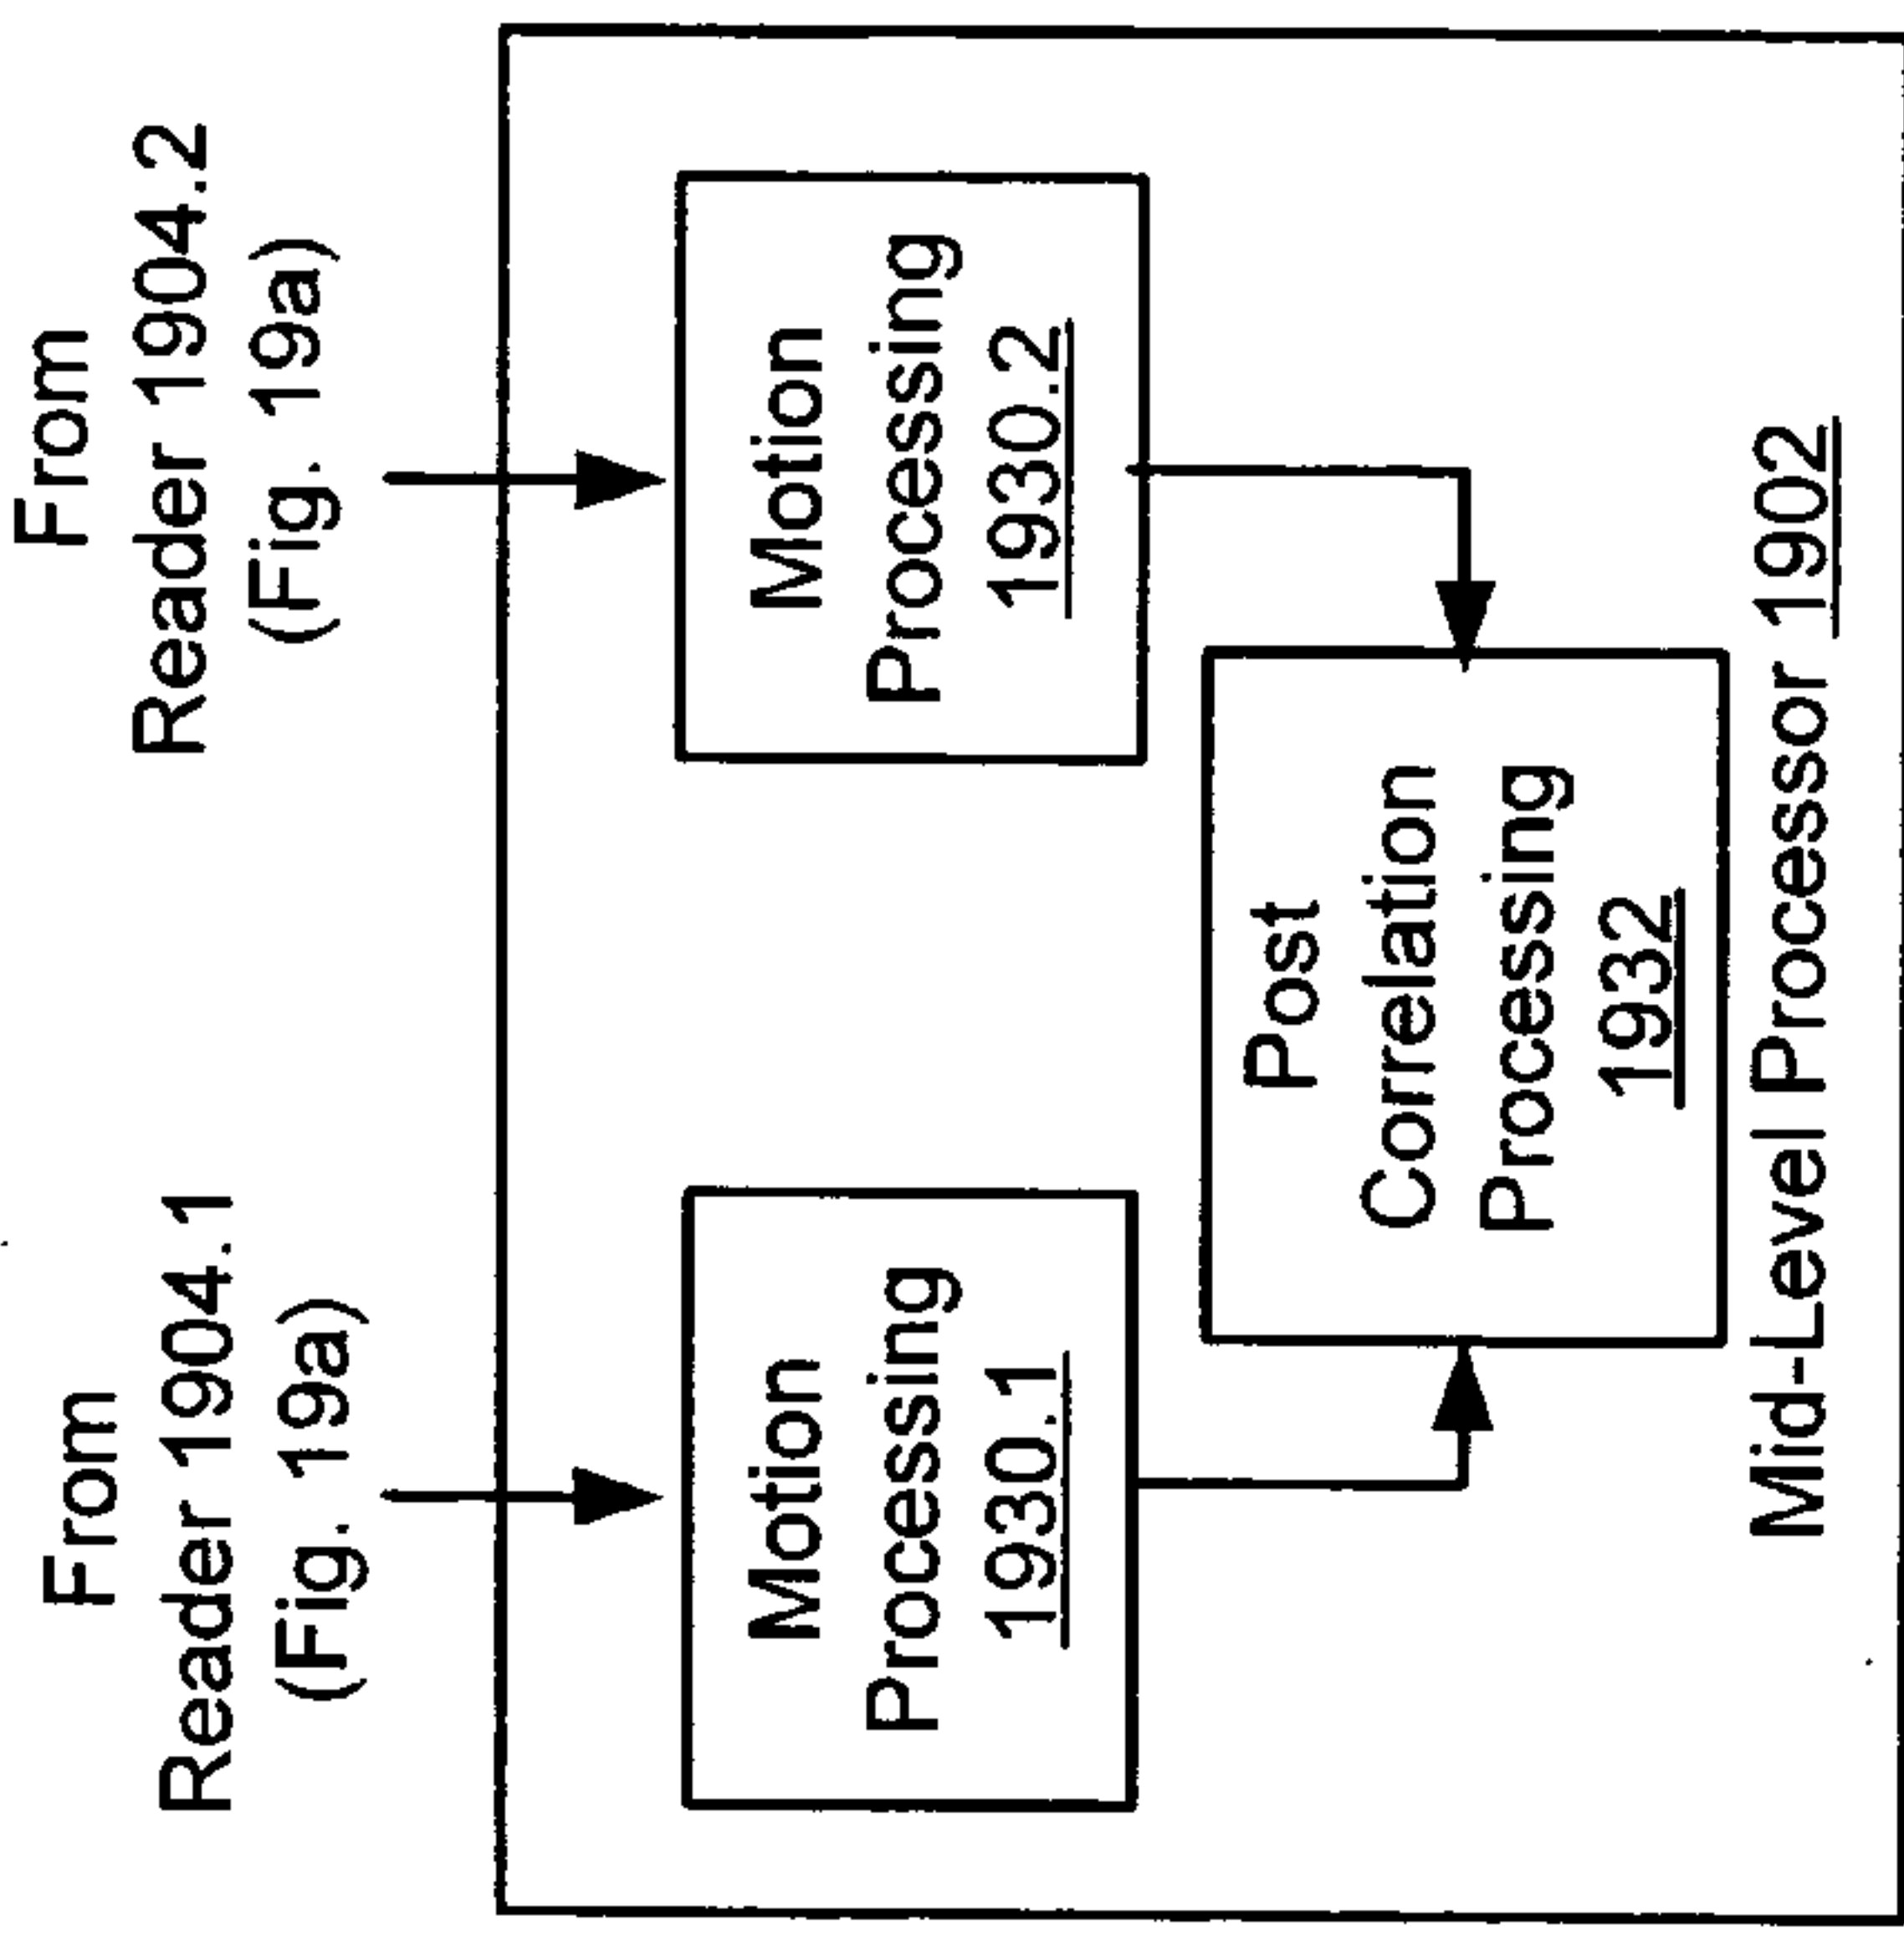 From
Reader 1904.1
(Fig. 19a)
From
Reader 1904.2
(Fig. 19a)
Motion
Processing
1930.1
Motion
Processing
1930.2
Post
Correlation
Processing
1932
Mid-Level Processor 1902